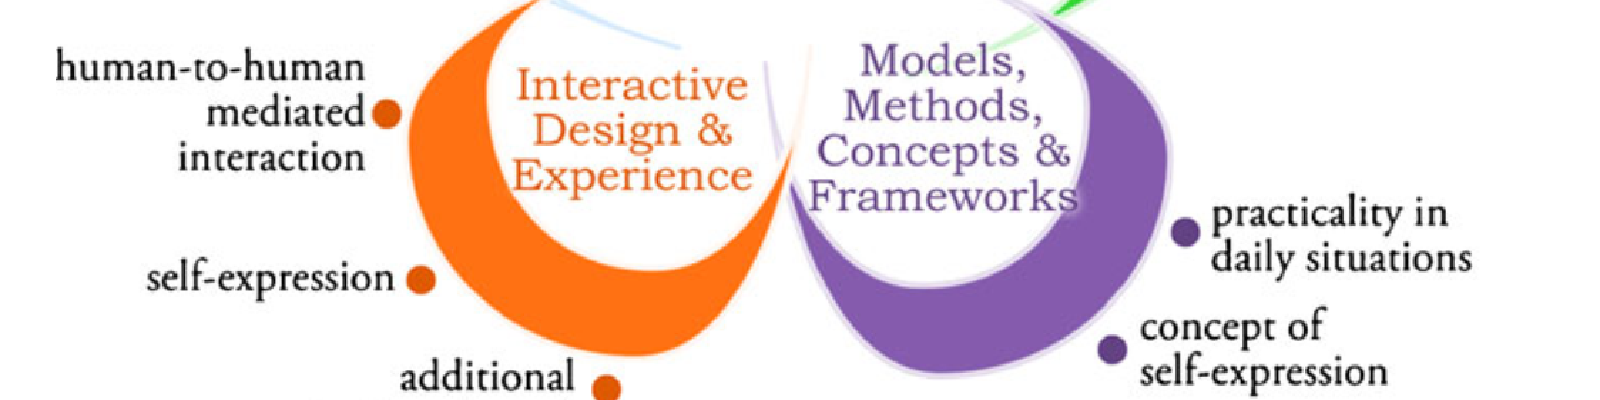 human-to-human
mediated
interaction
self-expression
additional
Interactive
Design &
Experience
Models,
Methods,
Concepts &
Frameworks
practicality in
daily situations
concept of
self-expression